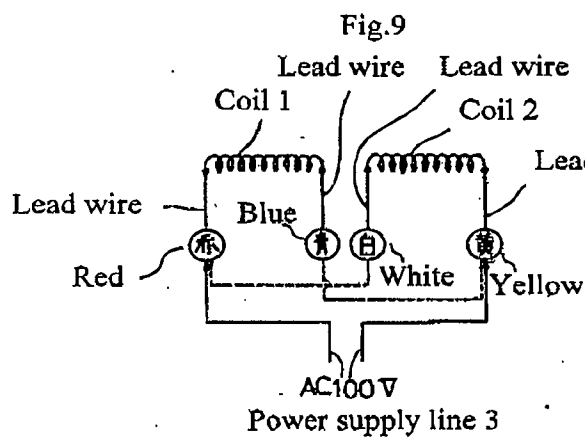 Fig.9
Lead wire Lead wire
Coil 1 Coil 2
Lead wire Lead
赤 Blue 青 白 黄
Red White Yellow
AC100V
Power supply line 3